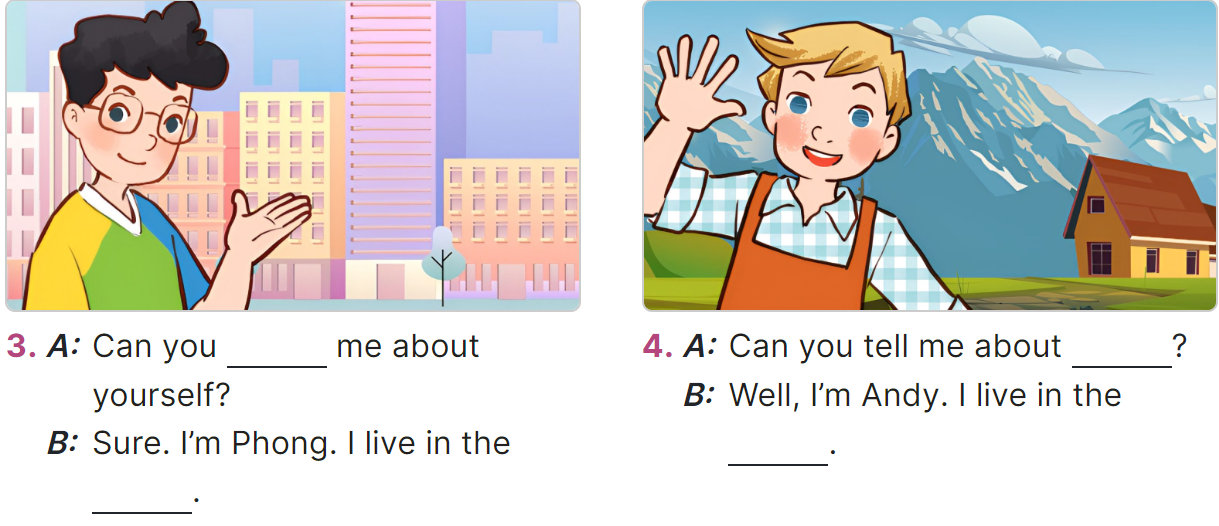 3. A: Can you ______ me about
yourself?
B: Sure. I'm Phong. I live in the
______.
4. A: Can you tell me about ______?
B: Well, I'm Andy. I live in the
______.